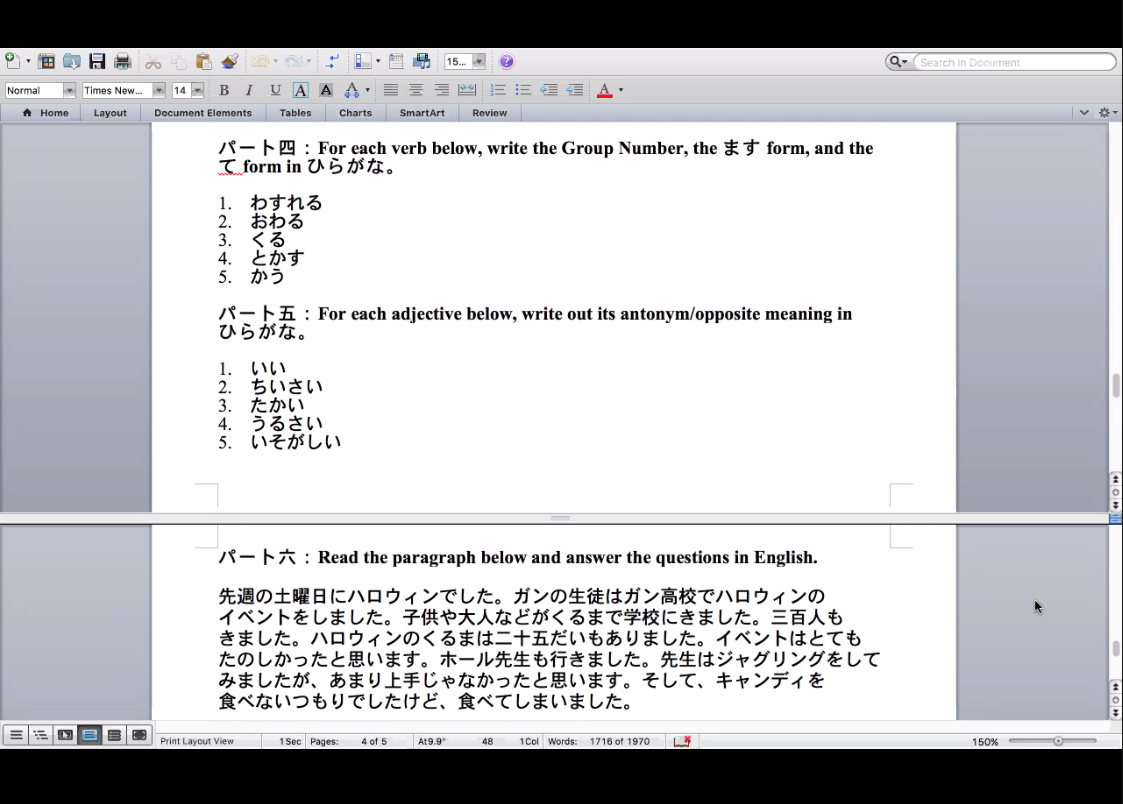 15...
Search in Document
Normal
Times New...
14
B I U A A A A
Home Layout Document Elements Tables Charts SmartArt Review
パート四：For each verb below, write the Group Number, the ます form, and the
て form in ひらがな。
1. わすれる
2. おわる
3. くる
4. とかす
5. かう
パート五：For each adjective below, write out its antonym/opposite meaning in
ひらがな。
1. いい
2. ちいさい
3. たかい
4. うるさい
5. いそがしい
パート六：Read the paragraph below and answer the questions in English.
先週の土曜日にハロウィンでした。ガンの生徒はガン高校でハロウィンの
イベントをしました。子供や大人などがくるまで学校にきました。三百人も
きました。ハロウィンのくるまは二十五だいもありました。イベントはとても
たのしかったと思います。ホール先生も行きました。先生はジャグリングをして
みましたが、あまり上手じゃなかったと思います。そして、キャンディを
食べないつもりでしたけど、食べてしまいました。
Print Layout View 1Sec Pages: 4 of 5 At9.9" 48 1Col Words: 1716 of 1970 150%